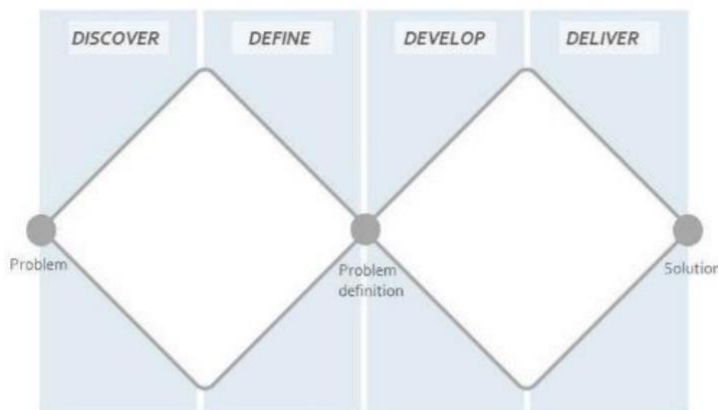 DISCOVER
DEFINE
DEVELOP
DELIVER
Problem
Problem
definition
Solution